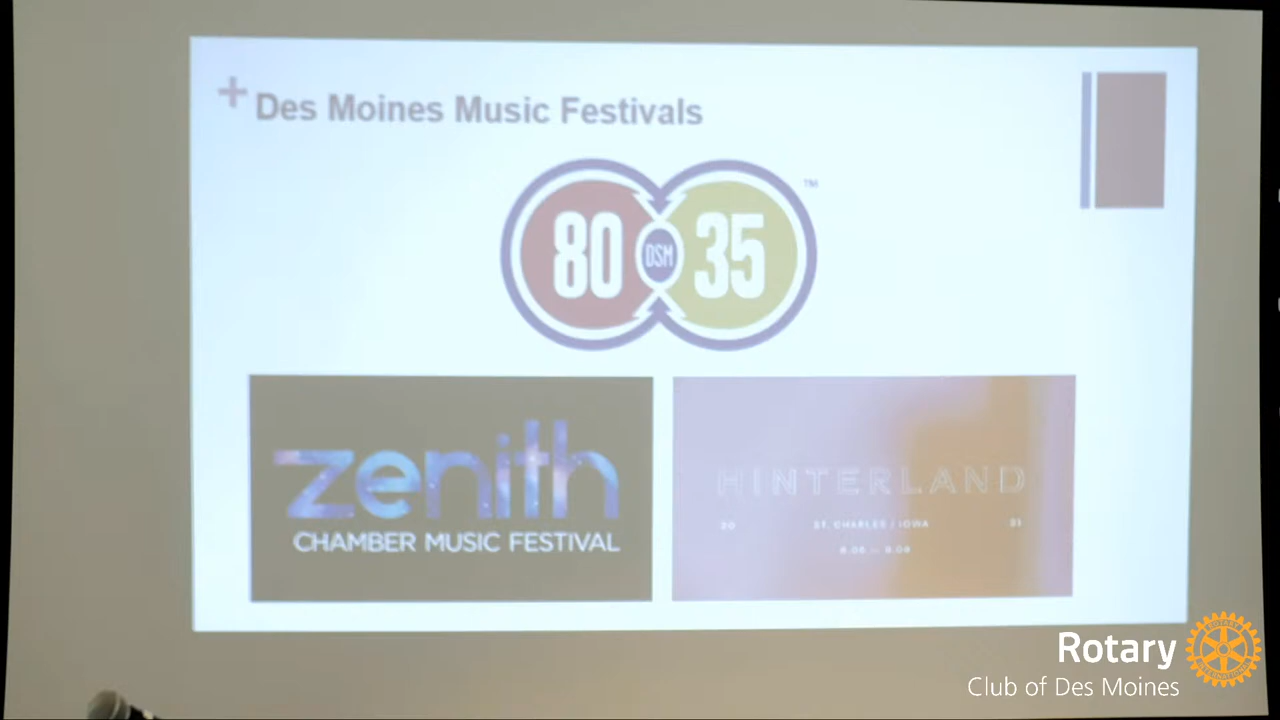 + Des Moines Music Festivals
80 DSM 35 ™
zenith
CHAMBER MUSIC FESTIVAL
HINTERLAND
20 ST. CHARLES / IOWA 21
Rotary
Club of Des Moines